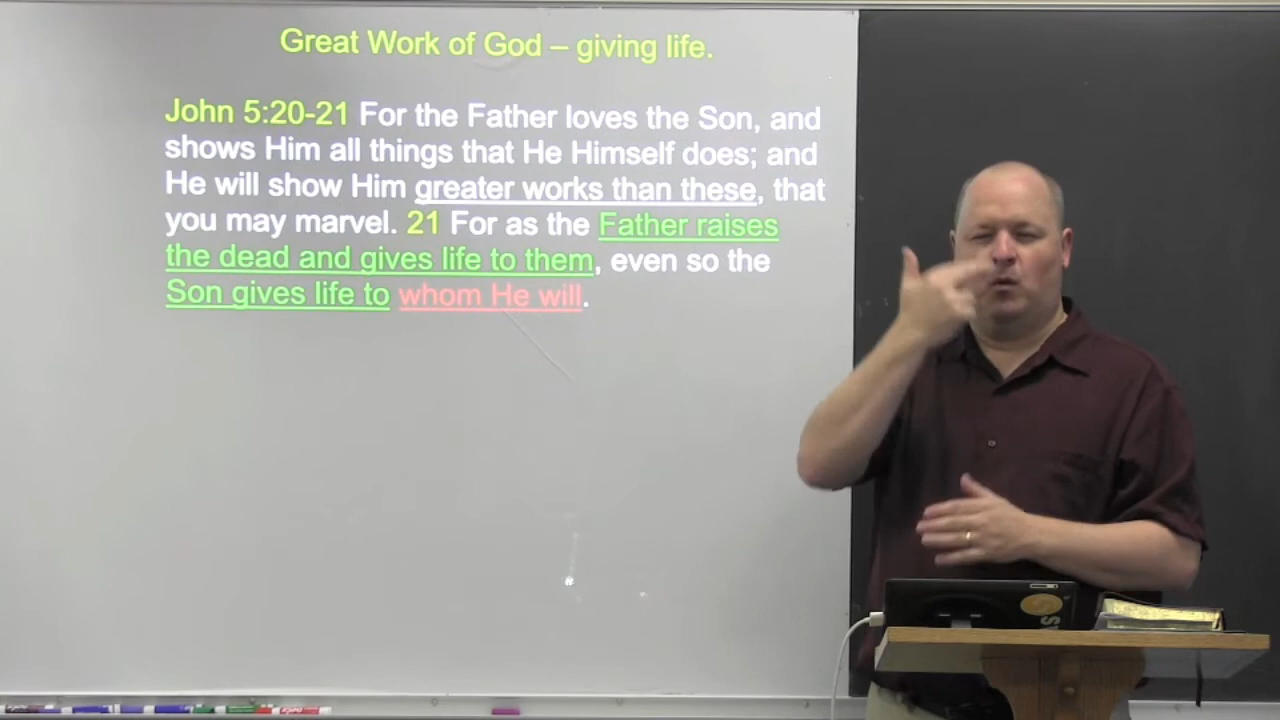 Great Work of God – giving life.
John 5:20-21 For the Father loves the Son, and
shows Him all things that He Himself does; and
He will show Him greater works than these, that
you may marvel. 21 For as the Father raises
the dead and gives life to them, even so the
Son gives life to whom He will.